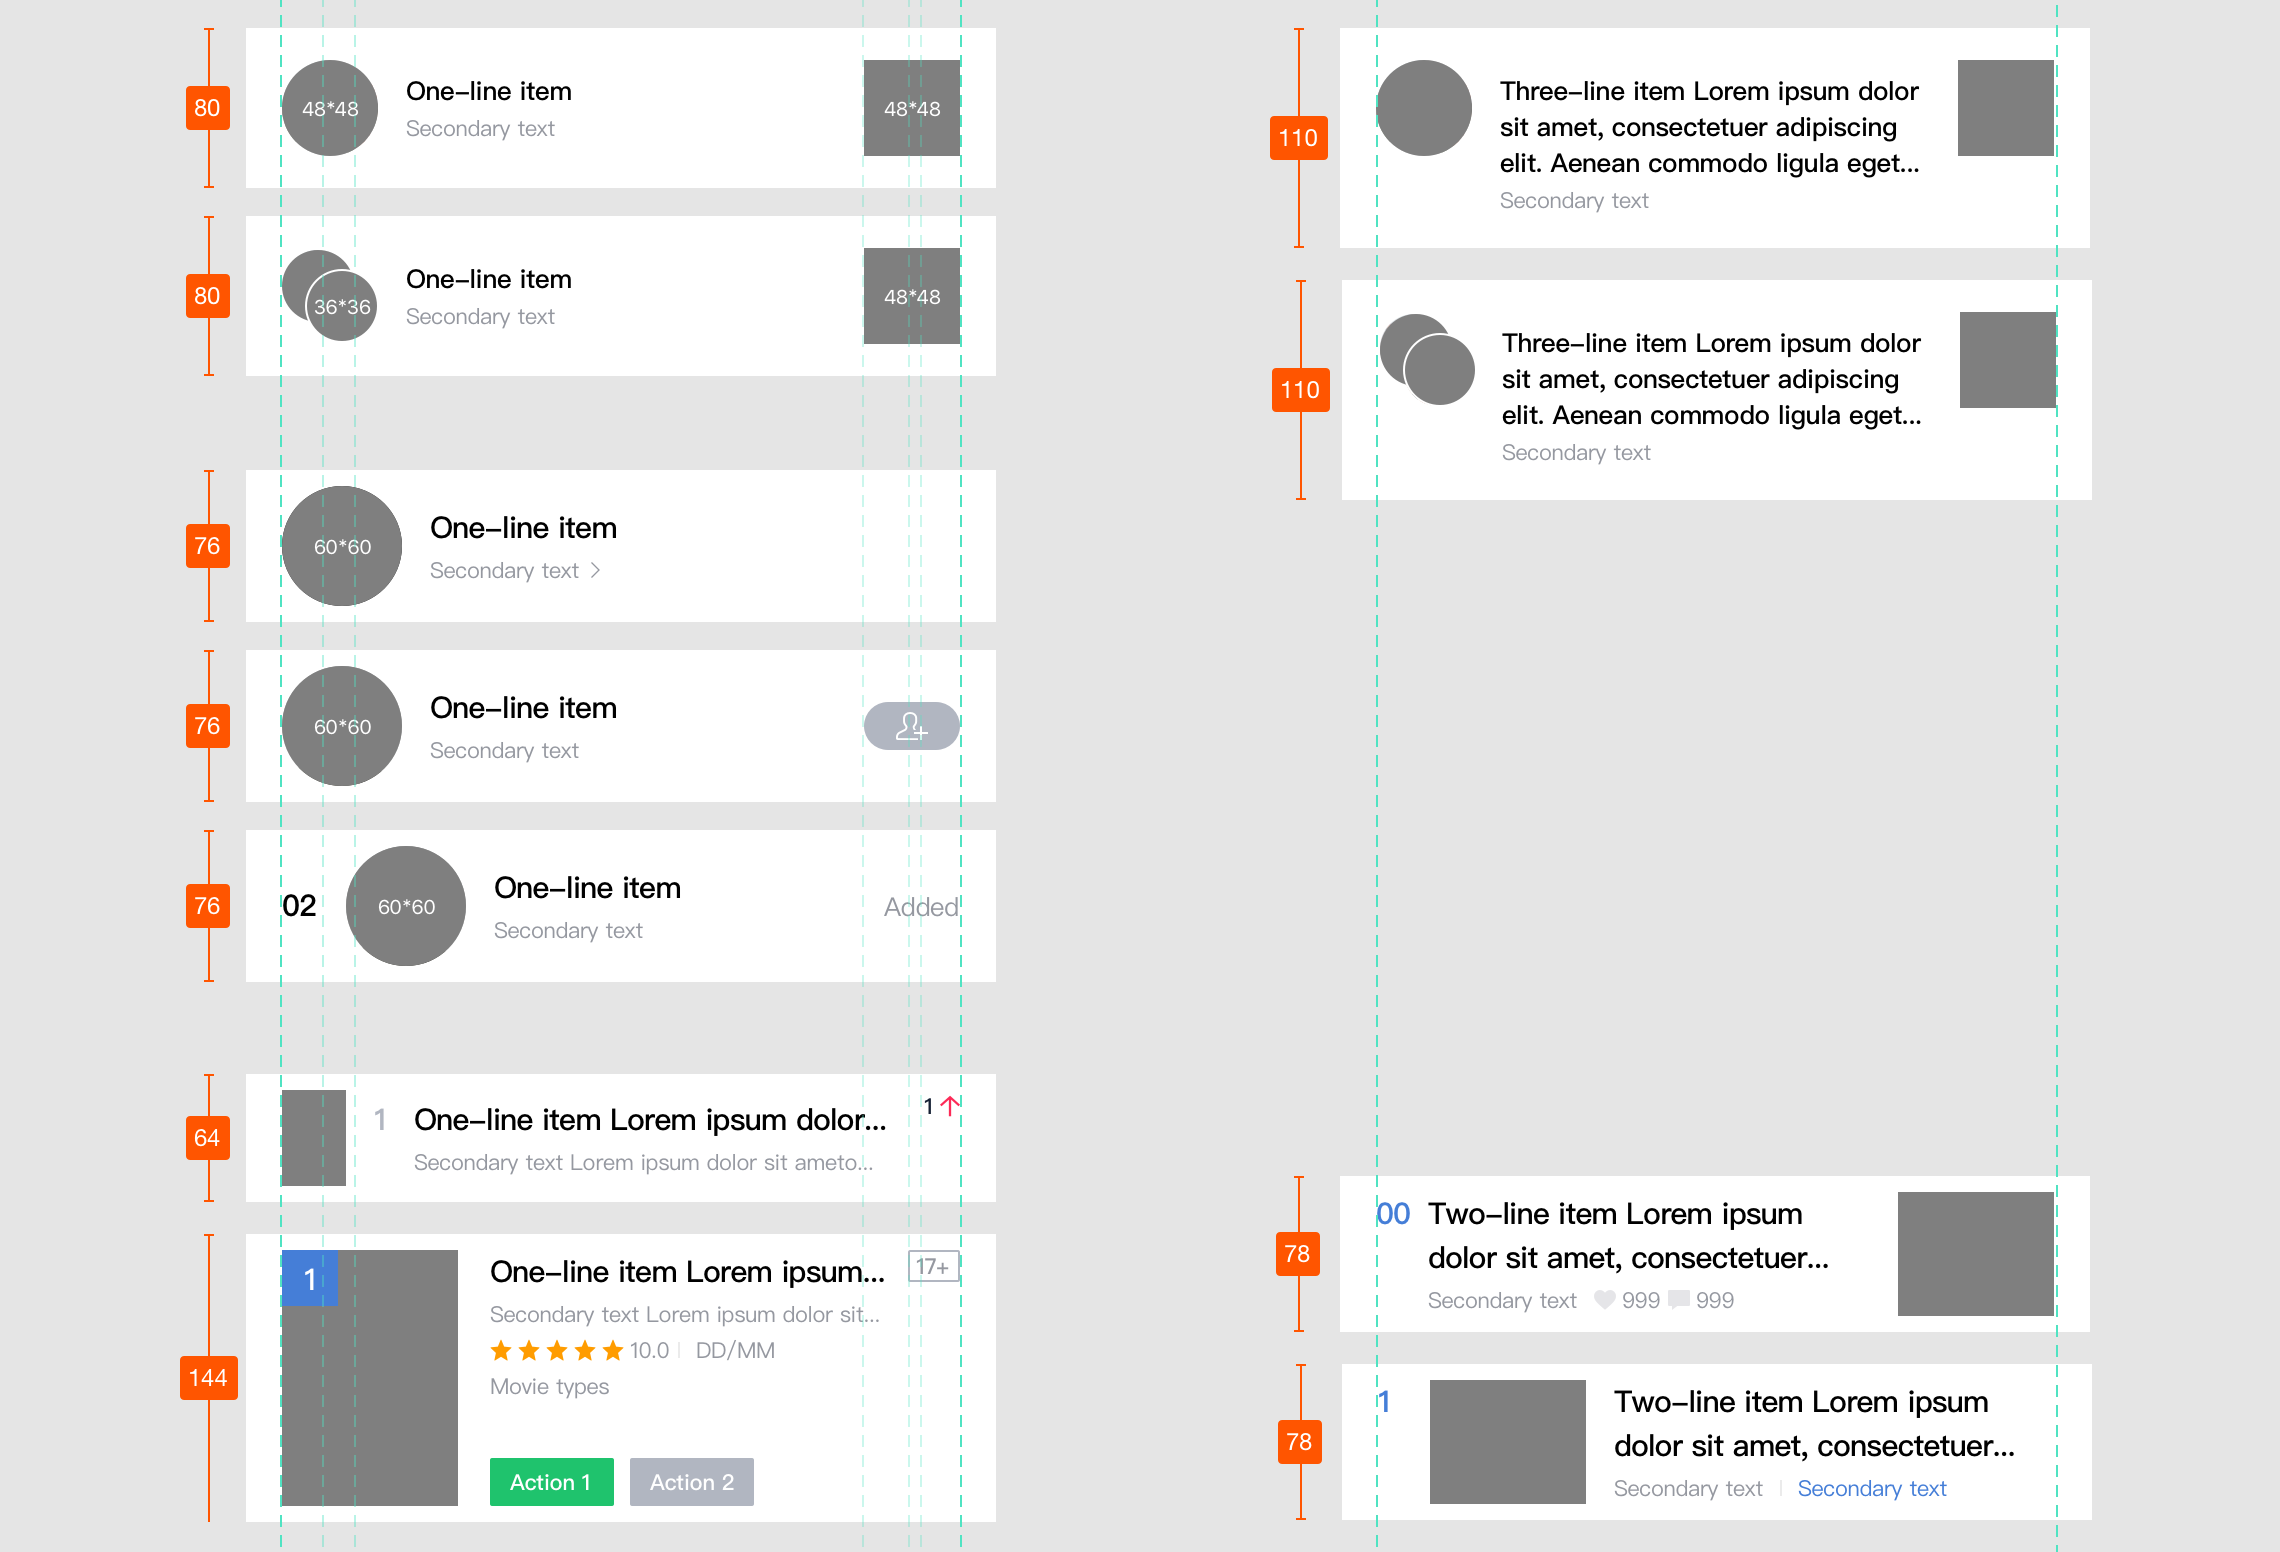 80
48*48
One-line item
Secondary text
48*48
80
36*36
One-line item
Secondary text
48*48
76
60*60
One-line item
Secondary text
76
60*60
One-line item
Secondary text
76
02
60*60
One-line item
Secondary text
Added
64
1
One-line item Lorem ipsum dolor...
Secondary text Lorem ipsum dolor sit ameto...
1
144
1
One-line item Lorem ipsum...
17+
Secondary text Lorem ipsum dolor sit...
10.0
DD/MM
Movie types
Action 1
Action 2
110
Three-line item Lorem ipsum dolor
sit amet, consectetuer adipiscing
elit. Aenean commodo ligula eget...
Secondary text
110
Three-line item Lorem ipsum dolor
sit amet, consectetuer adipiscing
elit. Aenean commodo ligula eget...
Secondary text
78
00
Two-line item Lorem ipsum
dolor sit amet, consectetuer...
Secondary text
999
999
78
1
Two-line item Lorem ipsum
dolor sit amet, consectetuer...
Secondary text
Secondary text